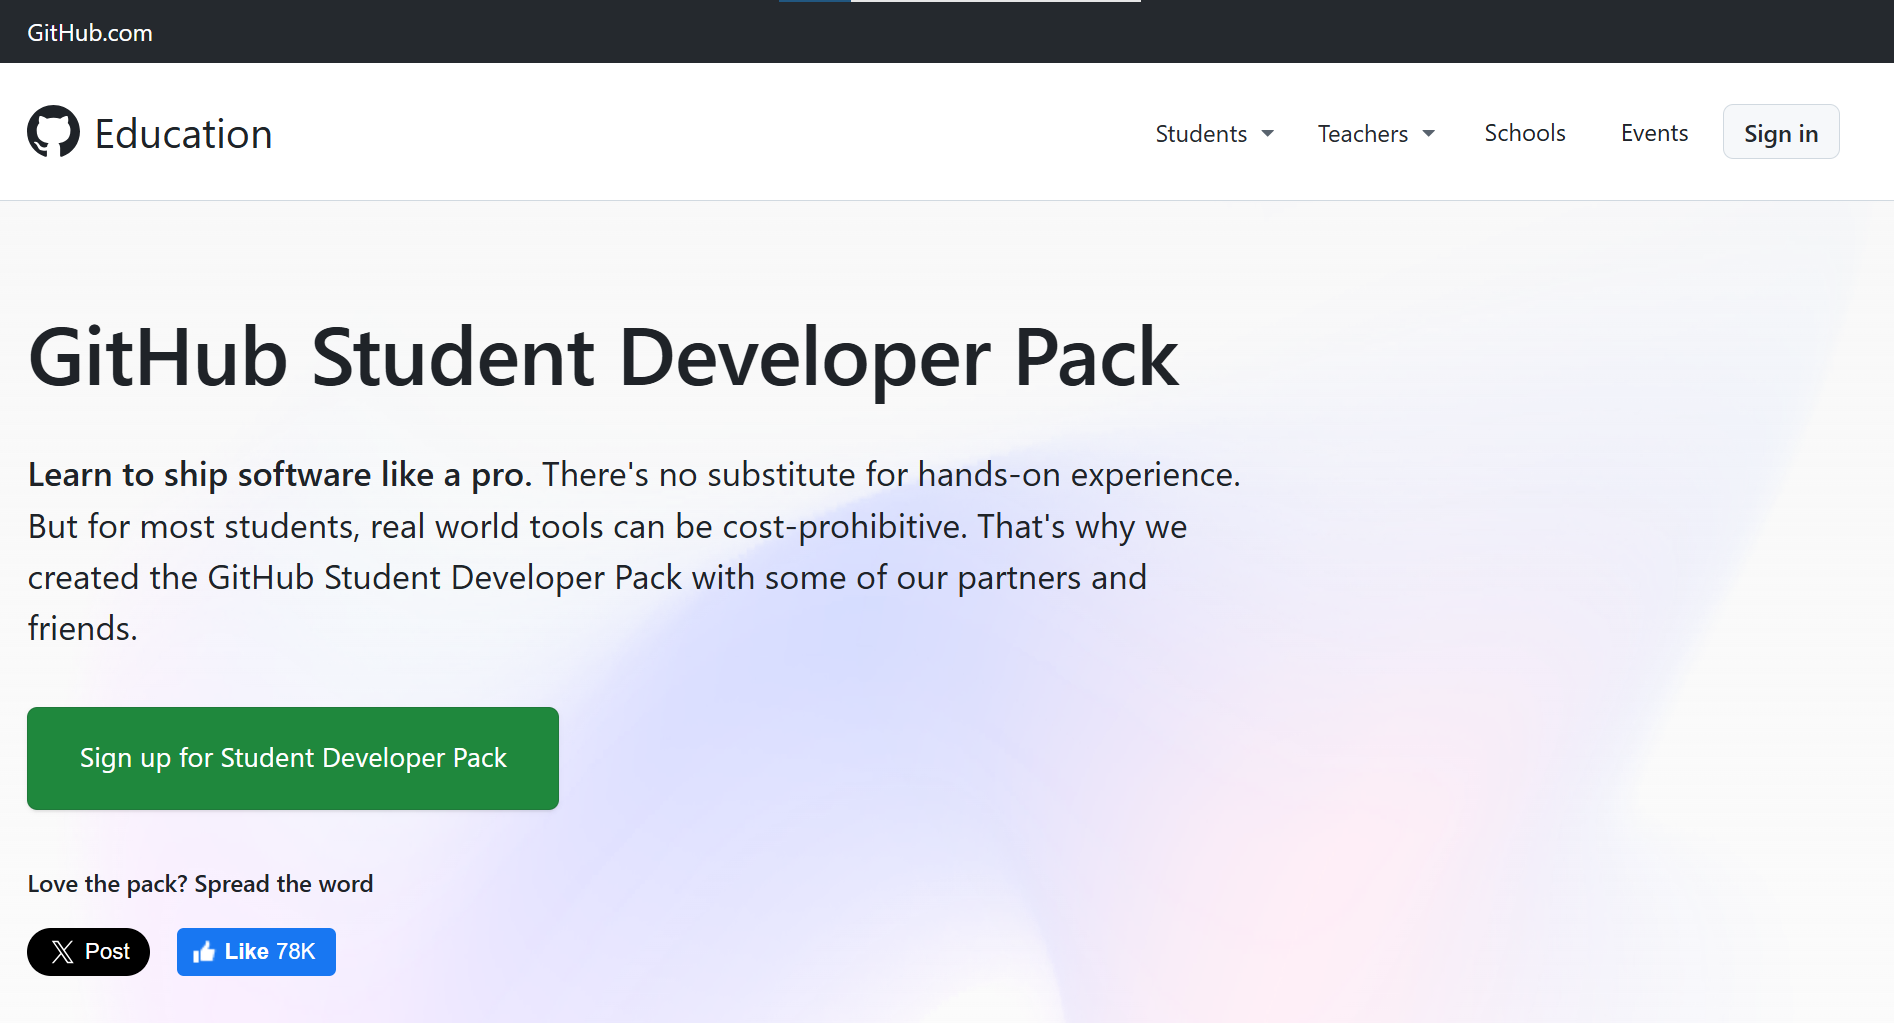 GitHub.com
Education
Students
Teachers
Schools
Events
Sign in
GitHub Student Developer Pack
Learn to ship software like a pro. There's no substitute for hands-on experience.
But for most students, real world tools can be cost-prohibitive. That's why we
created the GitHub Student Developer Pack with some of our partners and
friends.
Sign up for Student Developer Pack
Love the pack? Spread the word
Post
Like 78K